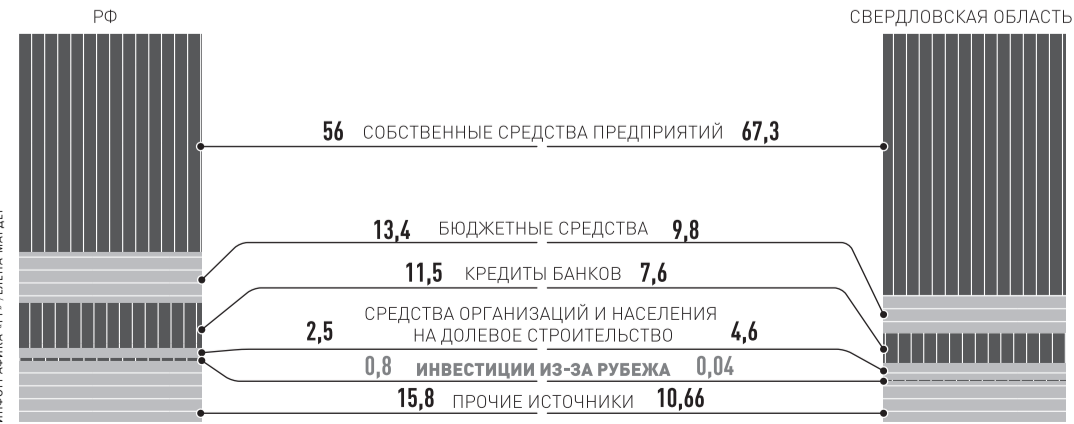 РФ
СВЕРДЛОВСКАЯ ОБЛАСТЬ
56 СОБСТВЕННЫЕ СРЕДСТВА ПРЕДПРИЯТИЙ 67,3
13,4 БЮДЖЕТНЫЕ СРЕДСТВА 9,8
11,5 КРЕДИТЫ БАНКОВ 7,6
СРЕДСТВА ОРГАНИЗАЦИЙ И НАСЕЛЕНИЯ
2,5 НА ДОЛЕВОЕ СТРОИТЕЛЬСТВО 4,6
0,8 ИНВЕСТИЦИИ ИЗ-ЗА РУБЕЖА 0,04
15,8 ПРОЧИЕ ИСТОЧНИКИ 10,66